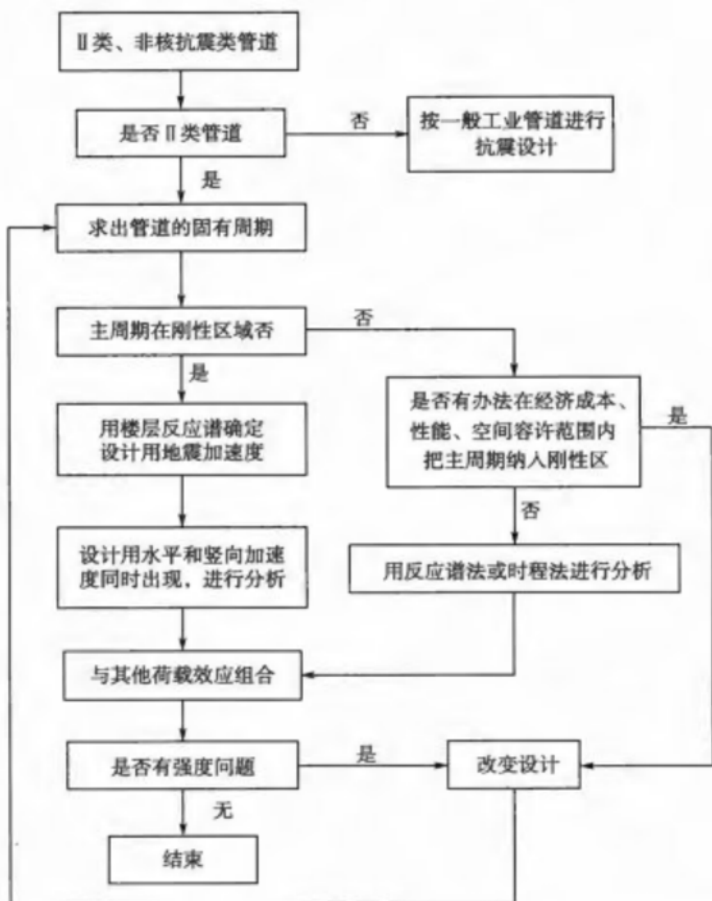 Ⅱ类、非核抗震类管道
是否Ⅱ类管道
否
按一般工业管道进行
抗震设计
是
求出管道的固有周期
主周期在刚性区域否
否
是
用楼层反应谱确定
设计用地震加速度
是否有办法在经济成本、
性能、空间容许范围内
把主周期纳入刚性区
是
否
设计用水平和竖向加速
度同时出现，进行分析
用反应谱法或时程法进行分析
与其他荷载效应组合
是否有强度问题
是
改变设计
无
结束